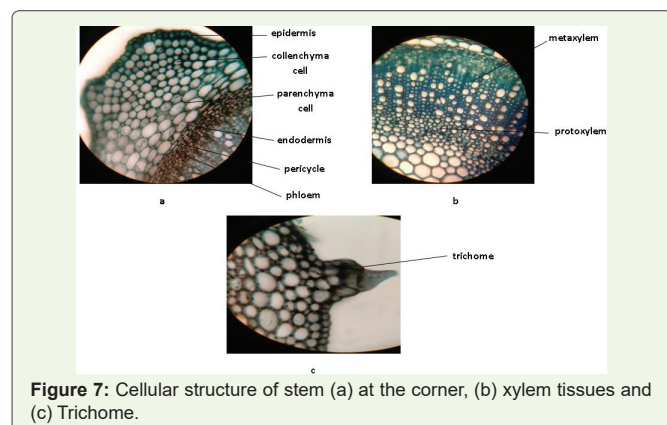 epidermis
collenchyma
cell
parenchyma
cell
endodermis
pericycle
phloem
a
metaxylem
protoxylem
b
trichome
c
Figure 7: Cellular structure of stem (a) at the corner, (b) xylem tissues and
(c) Trichome.